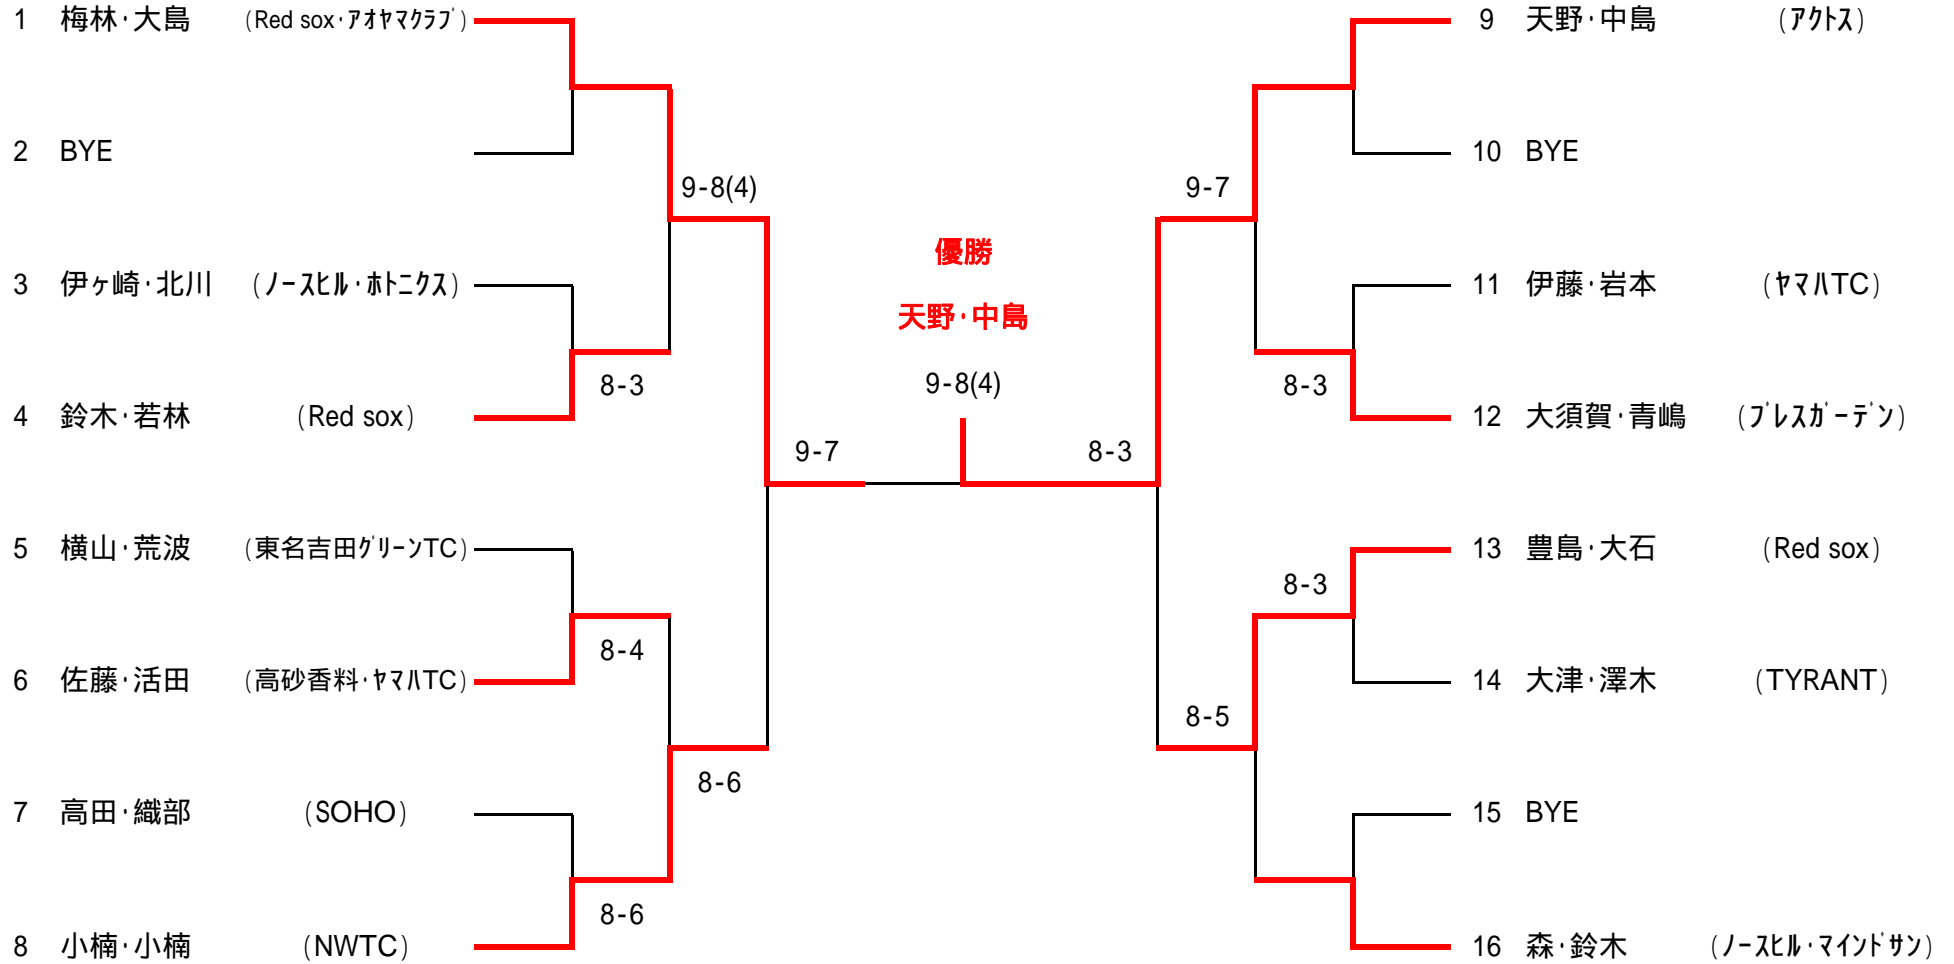 1 梅林・大島 (Red sox・ｱｵﾔﾏｸﾗﾌﾞ)
2 BYE
3 伊ヶ崎・北川 (ﾉｰｽﾋﾙ・ﾎﾄﾆｸｽ)
4 鈴木・若林 (Red sox)
5 横山・荒波 (東名吉田ｸﾞﾘｰﾝTC)
6 佐藤・活田 (高砂香料・ﾔﾏﾊTC)
7 高田・織部 (SOHO)
8 小楠・小楠 (NWTC)
8-3
8-4
8-6
9-8(4)
8-6
9-7
優勝
天野・中島
9-8(4)
8-3
9-7
8-5
8-3
8-3
9 天野・中島 (ｱｸﾄｽ)
10 BYE
11 伊藤・岩本 (ﾔﾏﾊTC)
12 大須賀・青嶋 (ﾌﾞﾚｽｶﾞｰﾃﾞﾝ)
13 豊島・大石 (Red sox)
14 大津・澤木 (TYRANT)
15 BYE
16 森・鈴木 (ﾉｰｽﾋﾙ・ﾏｲﾝﾄﾞｻﾝ)